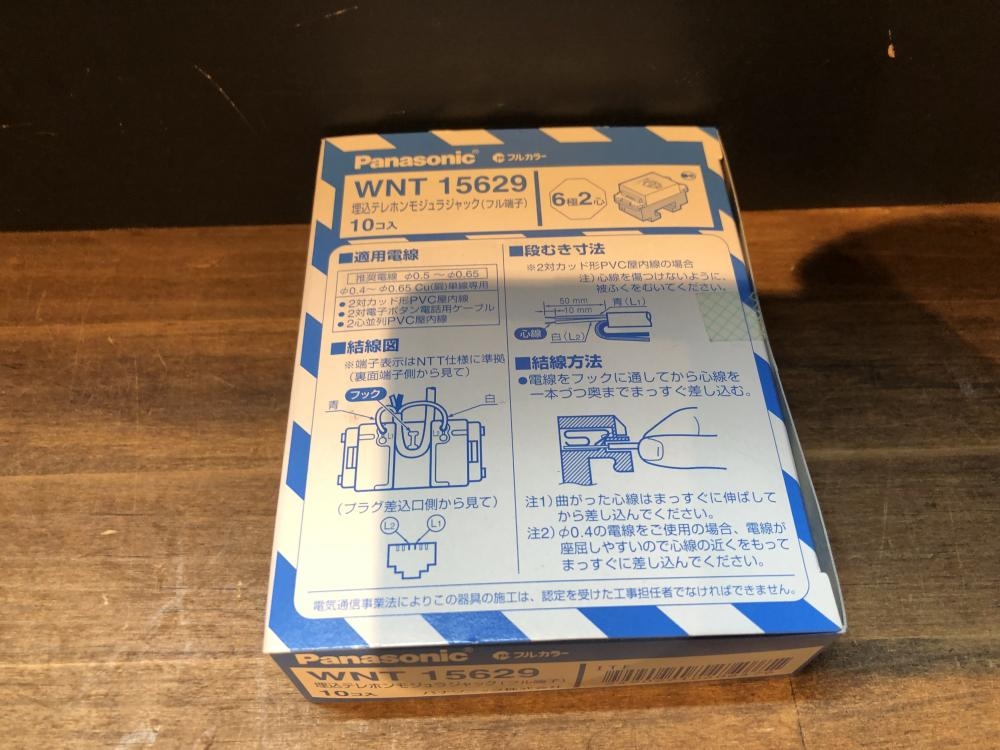 Panasonic® フルカラー
WNT 15629
埋込テレホンモジュラジャック(フル端子)
10コ入
6極2心
■適用電線
推奨電線 φ0.5 ～φ0.65
φ0.4～ φ0.65 Cu(銅)単線専用
●2対カッド形PVC屋内線
●2対電子ボタン電話用ケーブル
●2心並列PVC屋内線
■結線図
※端子表示はNTT仕様に準拠
(裏面端子側から見て)
フック
青
白
(プラグ差込口側から見て)
L2 L1
■段むき寸法
※2対カッド形PVC屋内線の場合
注)心線を傷つけないように、
被ふくをむいてください。
50 mm
10 mm
青(L1)
心線
白(L2)
■結線方法
●電線をフックに通してから心線を
一本づつ奥までまっすぐ差し込む。
注1)曲がった心線はまっすぐに伸ばして
から差し込んでください。
注2)φ0.4の電線をご使用の場合、電線が
座屈しやすいので心線の近くをもって
まっすぐに差し込んでください。
電気通信事業法によりこの器具の施工は、認定を受けた工事担任者でなければできません。
Panasonic® フルカラー
WNT 15629
埋込テレホンモジュラジャック(フル端子)
10コ入